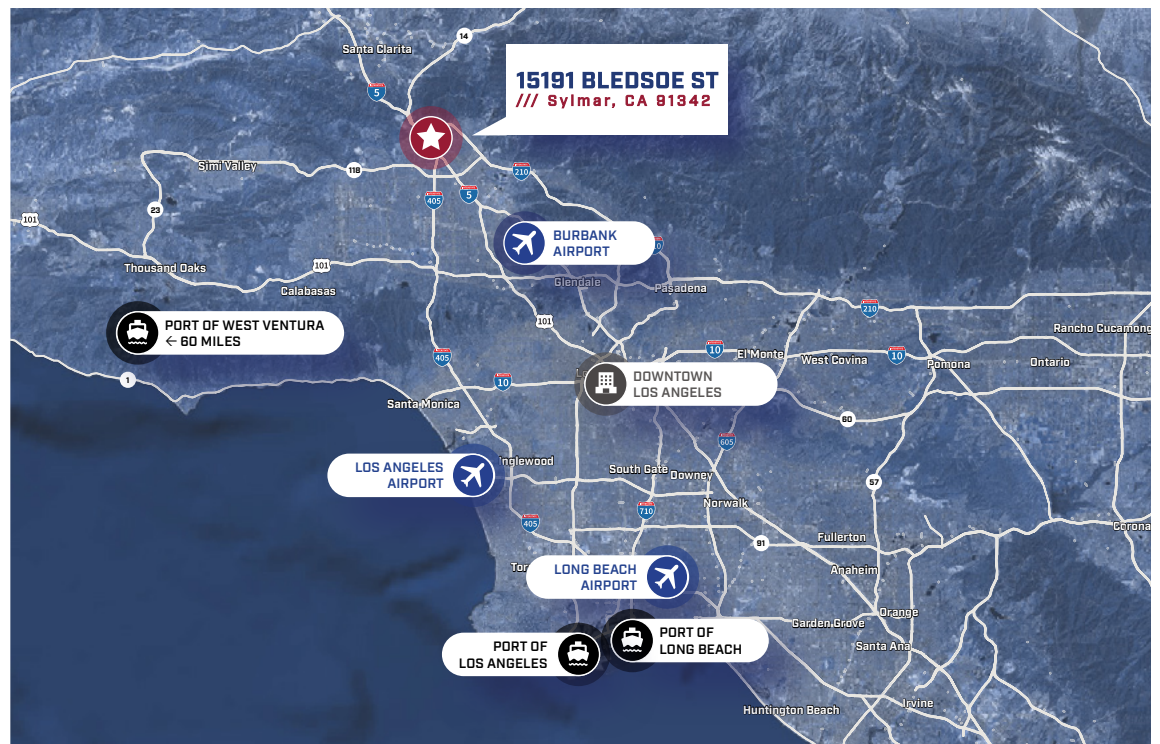 14
Santa Clarita
15191 BLEDSOE ST
/// Sylmar, CA 91342
5
Simi Valley
118
210
405
5
23
101
BURBANK
AIRPORT
101
Thousand Oaks
Glendale
Pasadena
Calabasas
210
PORT OF WEST VENTURA
← 60 MILES
101
Rancho Cucamong
405
10
El Monte
West Covina
10
Pomona
Ontario
1
10
DOWNTOWN
LOS ANGELES
Santa Monica
60
605
LOS ANGELES
AIRPORT
nglewood
South Gate
Downey
57
Norwalk
710
405
Corona
91
Fullerton
Tor
LONG BEACH
AIRPORT
Anaheim
Orange
Garden Grove
PORT OF
LOS ANGELES
PORT OF
LONG BEACH
Santa Ana
Huntington Beach
Irvine